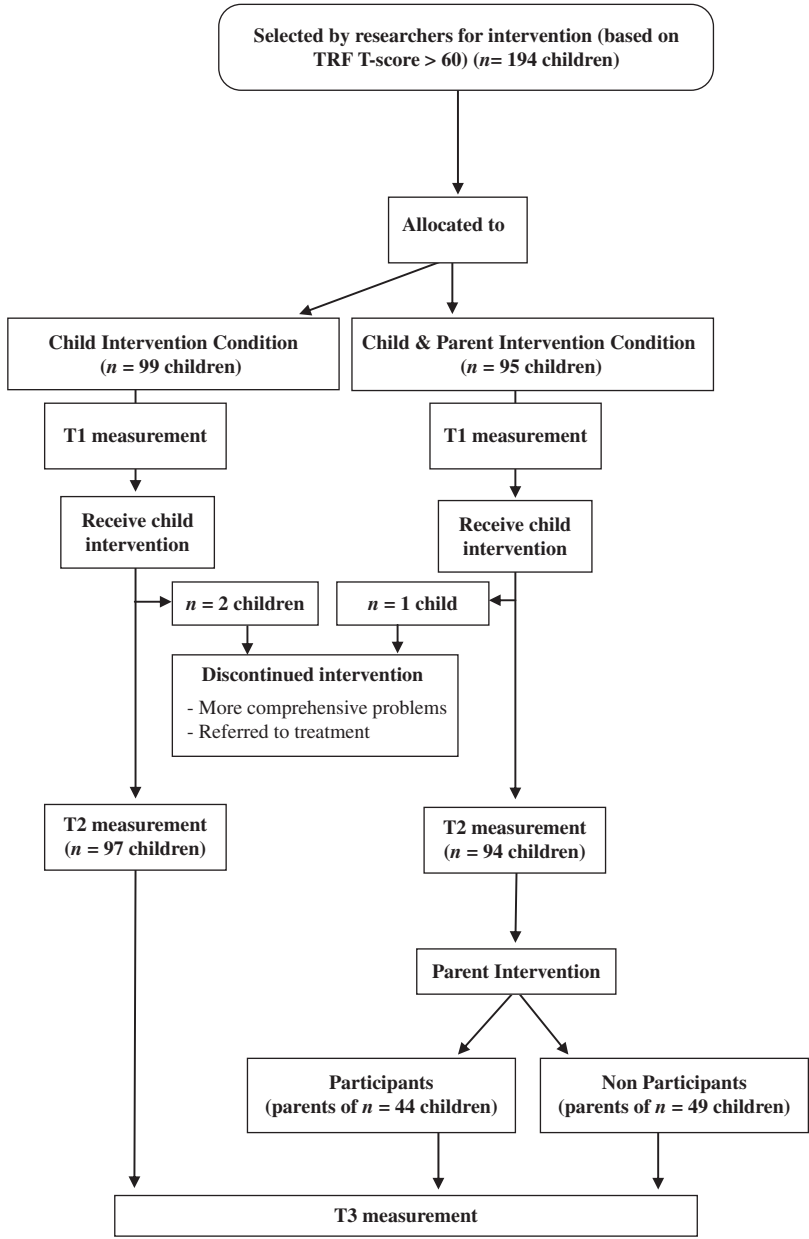 Selected by researchers for intervention (based on
TRF T-score > 60) (n= 194 children)
Allocated to
Child Intervention Condition
(n = 99 children)
Child & Parent Intervention Condition
(n = 95 children)
T1 measurement
T1 measurement
Receive child
intervention
Receive child
intervention
n = 2 children
n = 1 child
Discontinued intervention
- More comprehensive problems
- Referred to treatment
T2 measurement
(n = 97 children)
T2 measurement
(n = 94 children)
Parent Intervention
Participants
(parents of n = 44 children)
Non Participants
(parents of n = 49 children)
T3 measurement